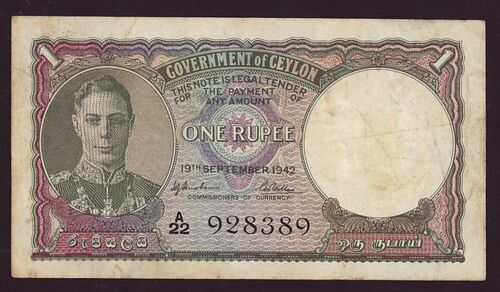 1 GOVERNMENT OF CEYLON 1
THIS NOTE IS LEGAL TENDER
FOR THE PAYMENT OF
ANY AMOUNT
ONE RUPEE
19TH SEPTEMBER 1942
COMMISSIONERS OF CURRENCY
A/22 928389
රුපියලයි ஒரு ரூபாய்